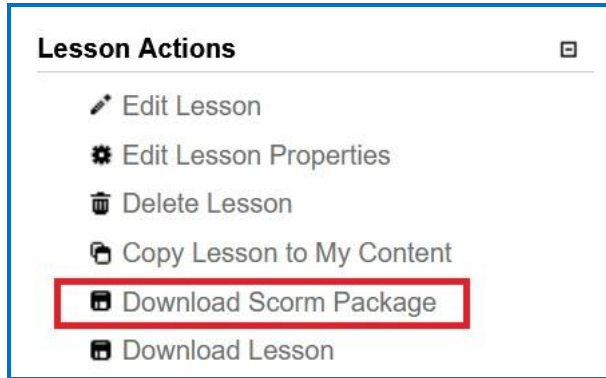 Lesson Actions
Edit Lesson
Edit Lesson Properties
Delete Lesson
Copy Lesson to My Content
Download Scorm Package
Download Lesson